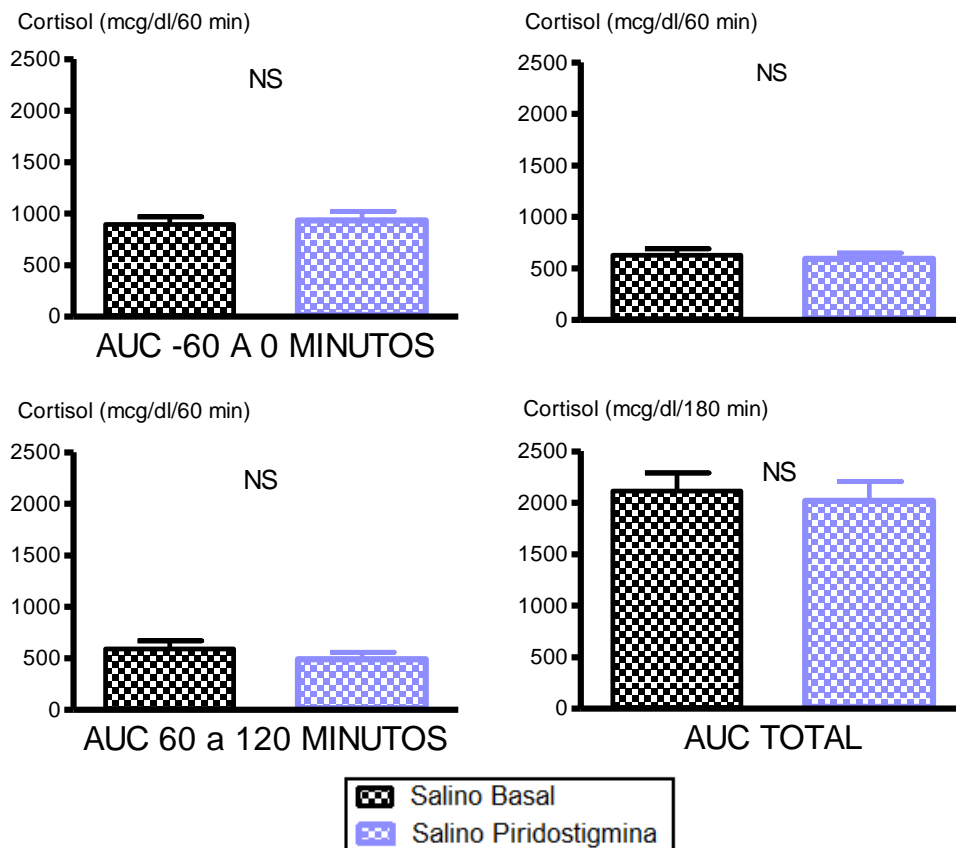 Cortisol (mcg/dl/60 min)
2500
NS
2000
1500
1000
500
0
AUC -60 A 0 MINUTOS
Cortisol (mcg/dl/60 min)
2500
NS
2000
1500
1000
500
0
Cortisol (mcg/dl/60 min)
2500
NS
2000
1500
1000
500
0
AUC 60 a 120 MINUTOS
Cortisol (mcg/dl/180 min)
2500
NS
2000
1500
1000
500
0
AUC TOTAL
Salino Basal
Salino Piridostigmina